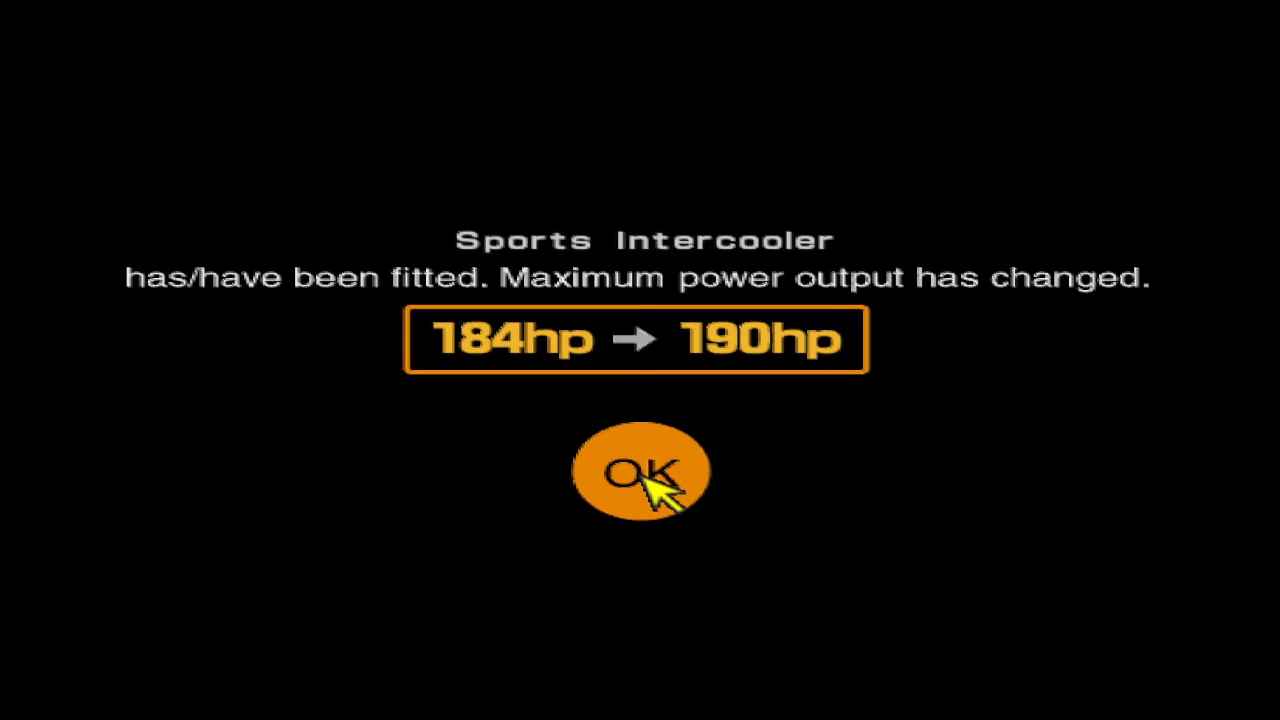 Sports Intercooler
has/have been fitted. Maximum power output has changed.
184hp → 190hp
OK